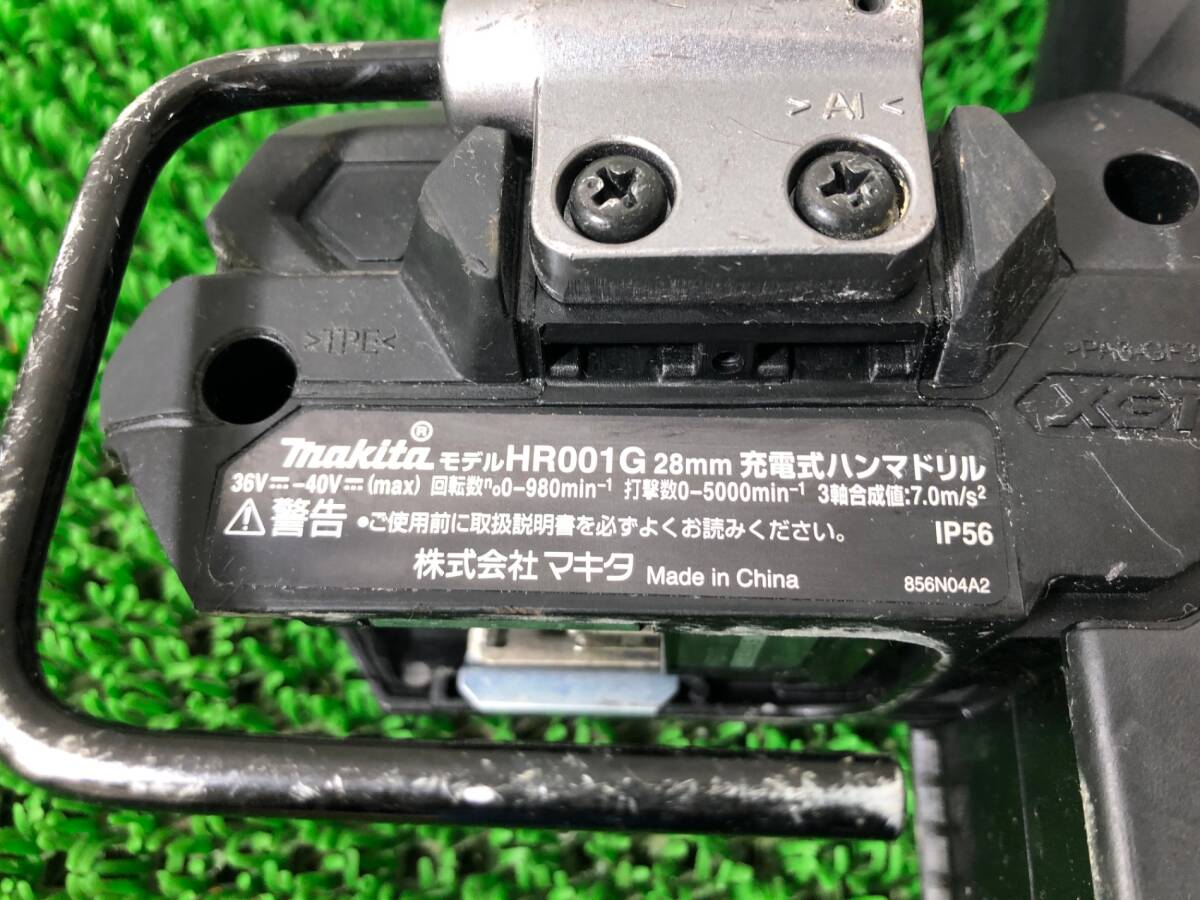 >AI<
>TPE<
XGT
makita® モデルHR001G 28mm 充電式ハンマドリル
36V⎓-40V⎓(max) 回転数n₀0-980min⁻¹ 打撃数0-5000min⁻¹ 3軸合成値:7.0m/s²
⚠警告 •ご使用前に取扱説明書を必ずよくお読みください。 IP56
株式会社 マキタ Made in China 856N04A2